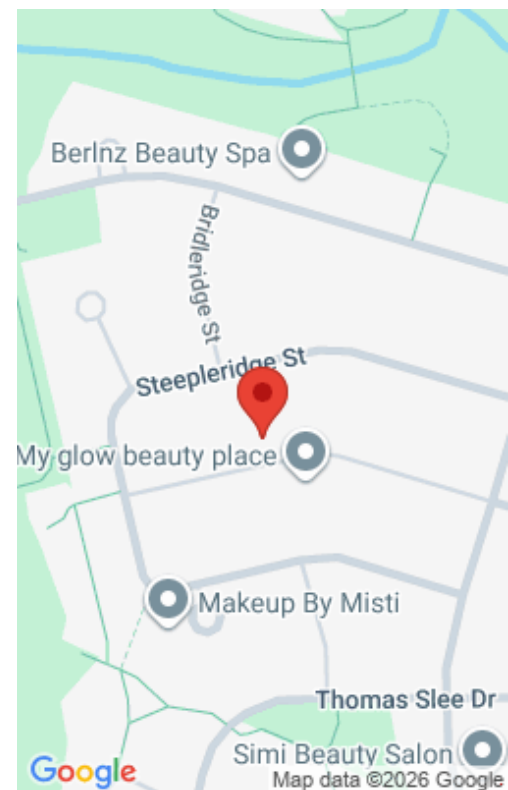 Berlnz Beauty Spa
Bridleridge St
Steepleridge St
My glow beauty place
Makeup By Misti
Thomas Slee Dr
Simi Beauty Salon
Google
Map data ©2026 Google